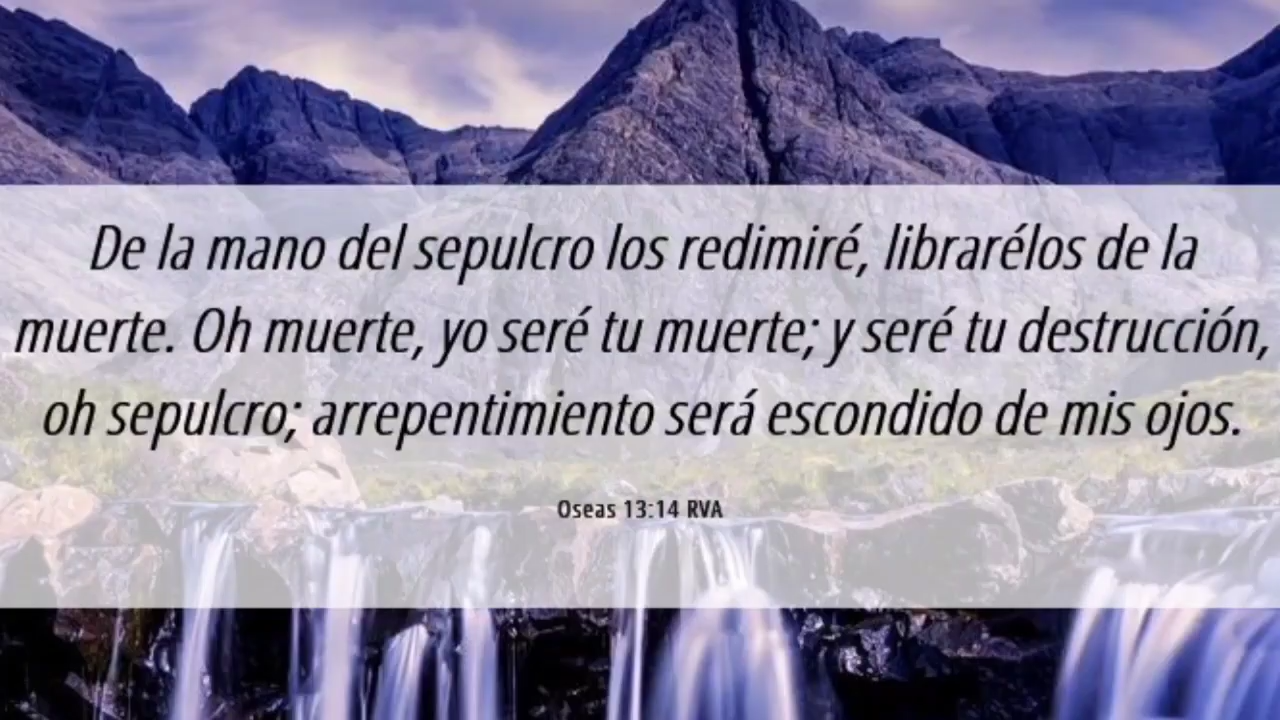 De la mano del sepulcro los redimiré, librarélos de la
muerte. Oh muerte, yo seré tu muerte; y seré tu destrucción,
oh sepulcro; arrepentimiento será escondido de mis ojos.
Oseas 13:14 RVA